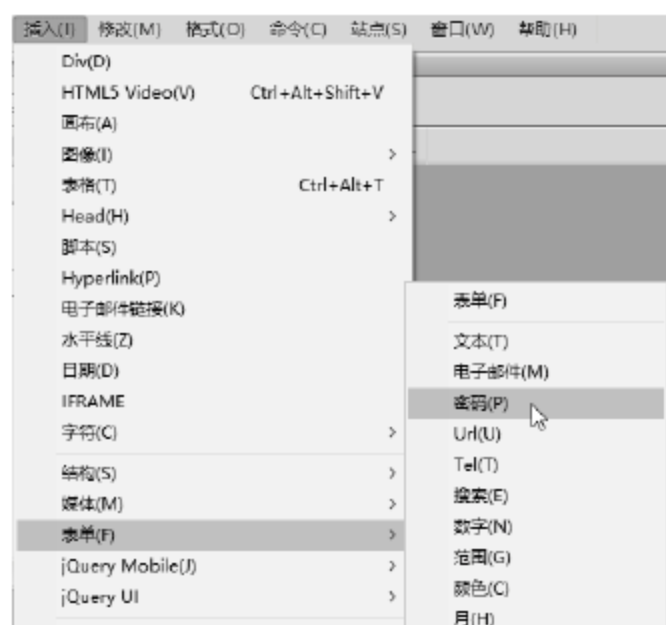 插入(I) 修改(M) 格式(O) 命令(C) 站点(S) 窗口(W) 帮助(H)
Div(D)
HTML5 Video(V) Ctrl+Alt+Shift+V
画布(A)
图像(I) >
表格(T) Ctrl+Alt+T
Head(H) >
脚本(S)
Hyperlink(P)
电子邮件链接(K)
水平线(Z)
日期(D)
IFRAME
字符(C) >
结构(S) >
媒体(M) >
表单(F) >
jQuery Mobile(J) >
jQuery UI >
表单(F)
文本(T)
电子邮件(M)
密码(P)
Url(U)
Tel(T)
搜索(E)
数字(N)
范围(G)
颜色(C)
月(H)